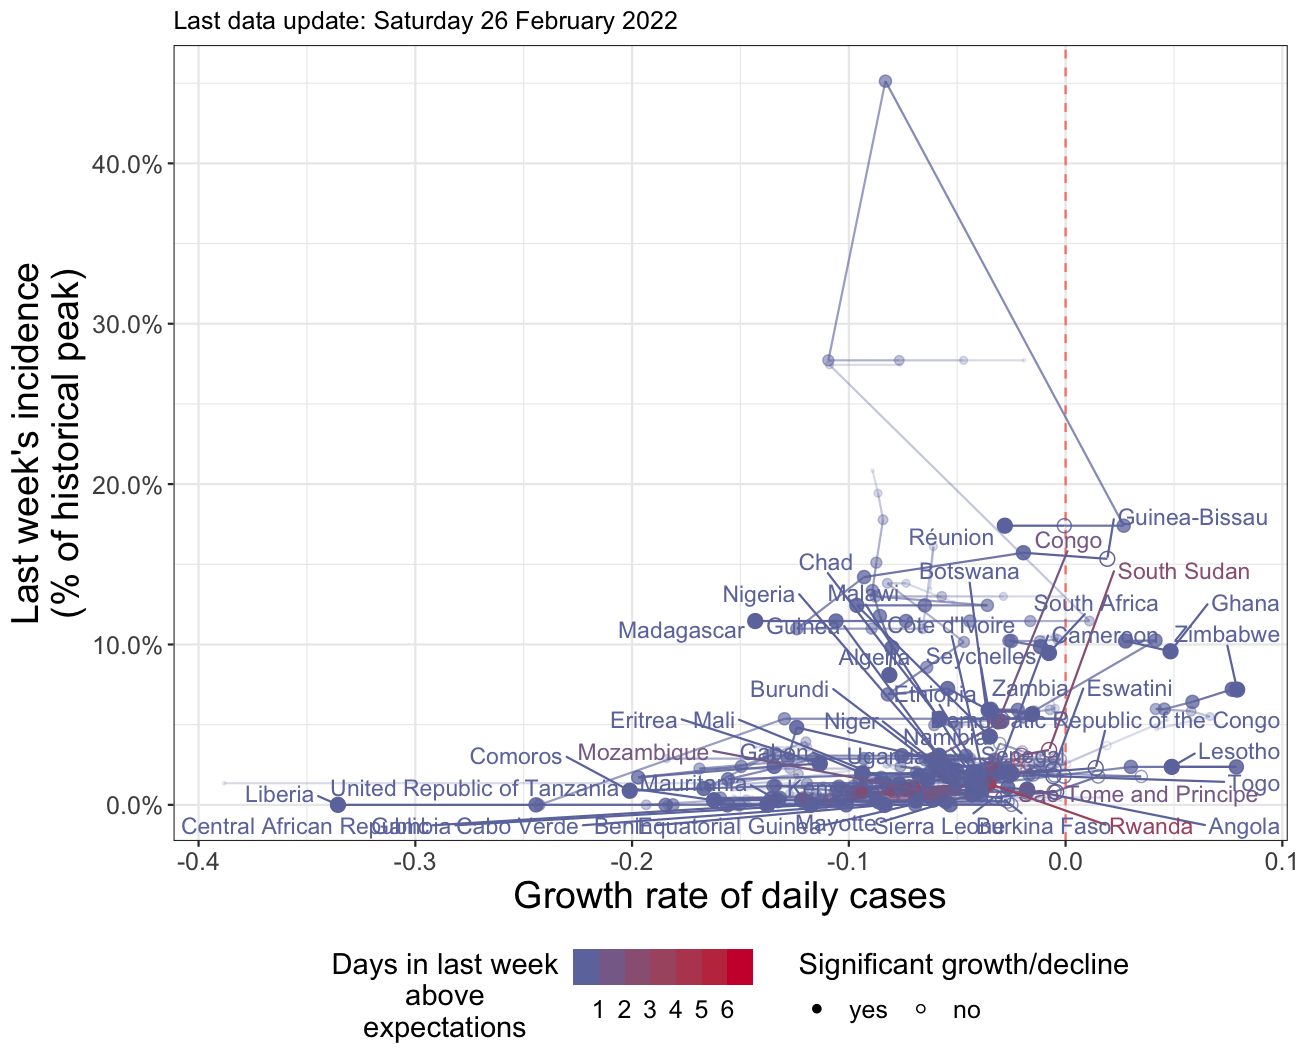 Last data update: Saturday 26 February 2022
Last week's incidence
(% of historical peak)
40.0%
30.0%
20.0%
10.0%
0.0%
Guinea-Bissau
Réunion
Congo
Chad
Botswana
South Sudan
Nigeria
Malawi
South Africa
Ghana
Madagascar
Guinea
Côte d'Ivoire
Cameroon
Zimbabwe
Algeria
Seychelles
Burundi
Ethiopia
Zambia
Eswatini
Eritrea
Mali
Niger
Democratic Republic of the Congo
Namibia
Comoros
Mozambique
Gabon
Uganda
Senegal
Lesotho
Liberia
United Republic of Tanzania
Mauritania
Sao Tome and Principe
Togo
Central African Republic
Gambia
Cabo Verde
Benin
Equatorial Guinea
Mayotte
Sierra Leone
Burkina Faso
Rwanda
Angola
-0.4
-0.3
-0.2
-0.1
0.0
0.1
Growth rate of daily cases
Days in last week
above
expectations
1 2 3 4 5 6
Significant growth/decline
yes
no